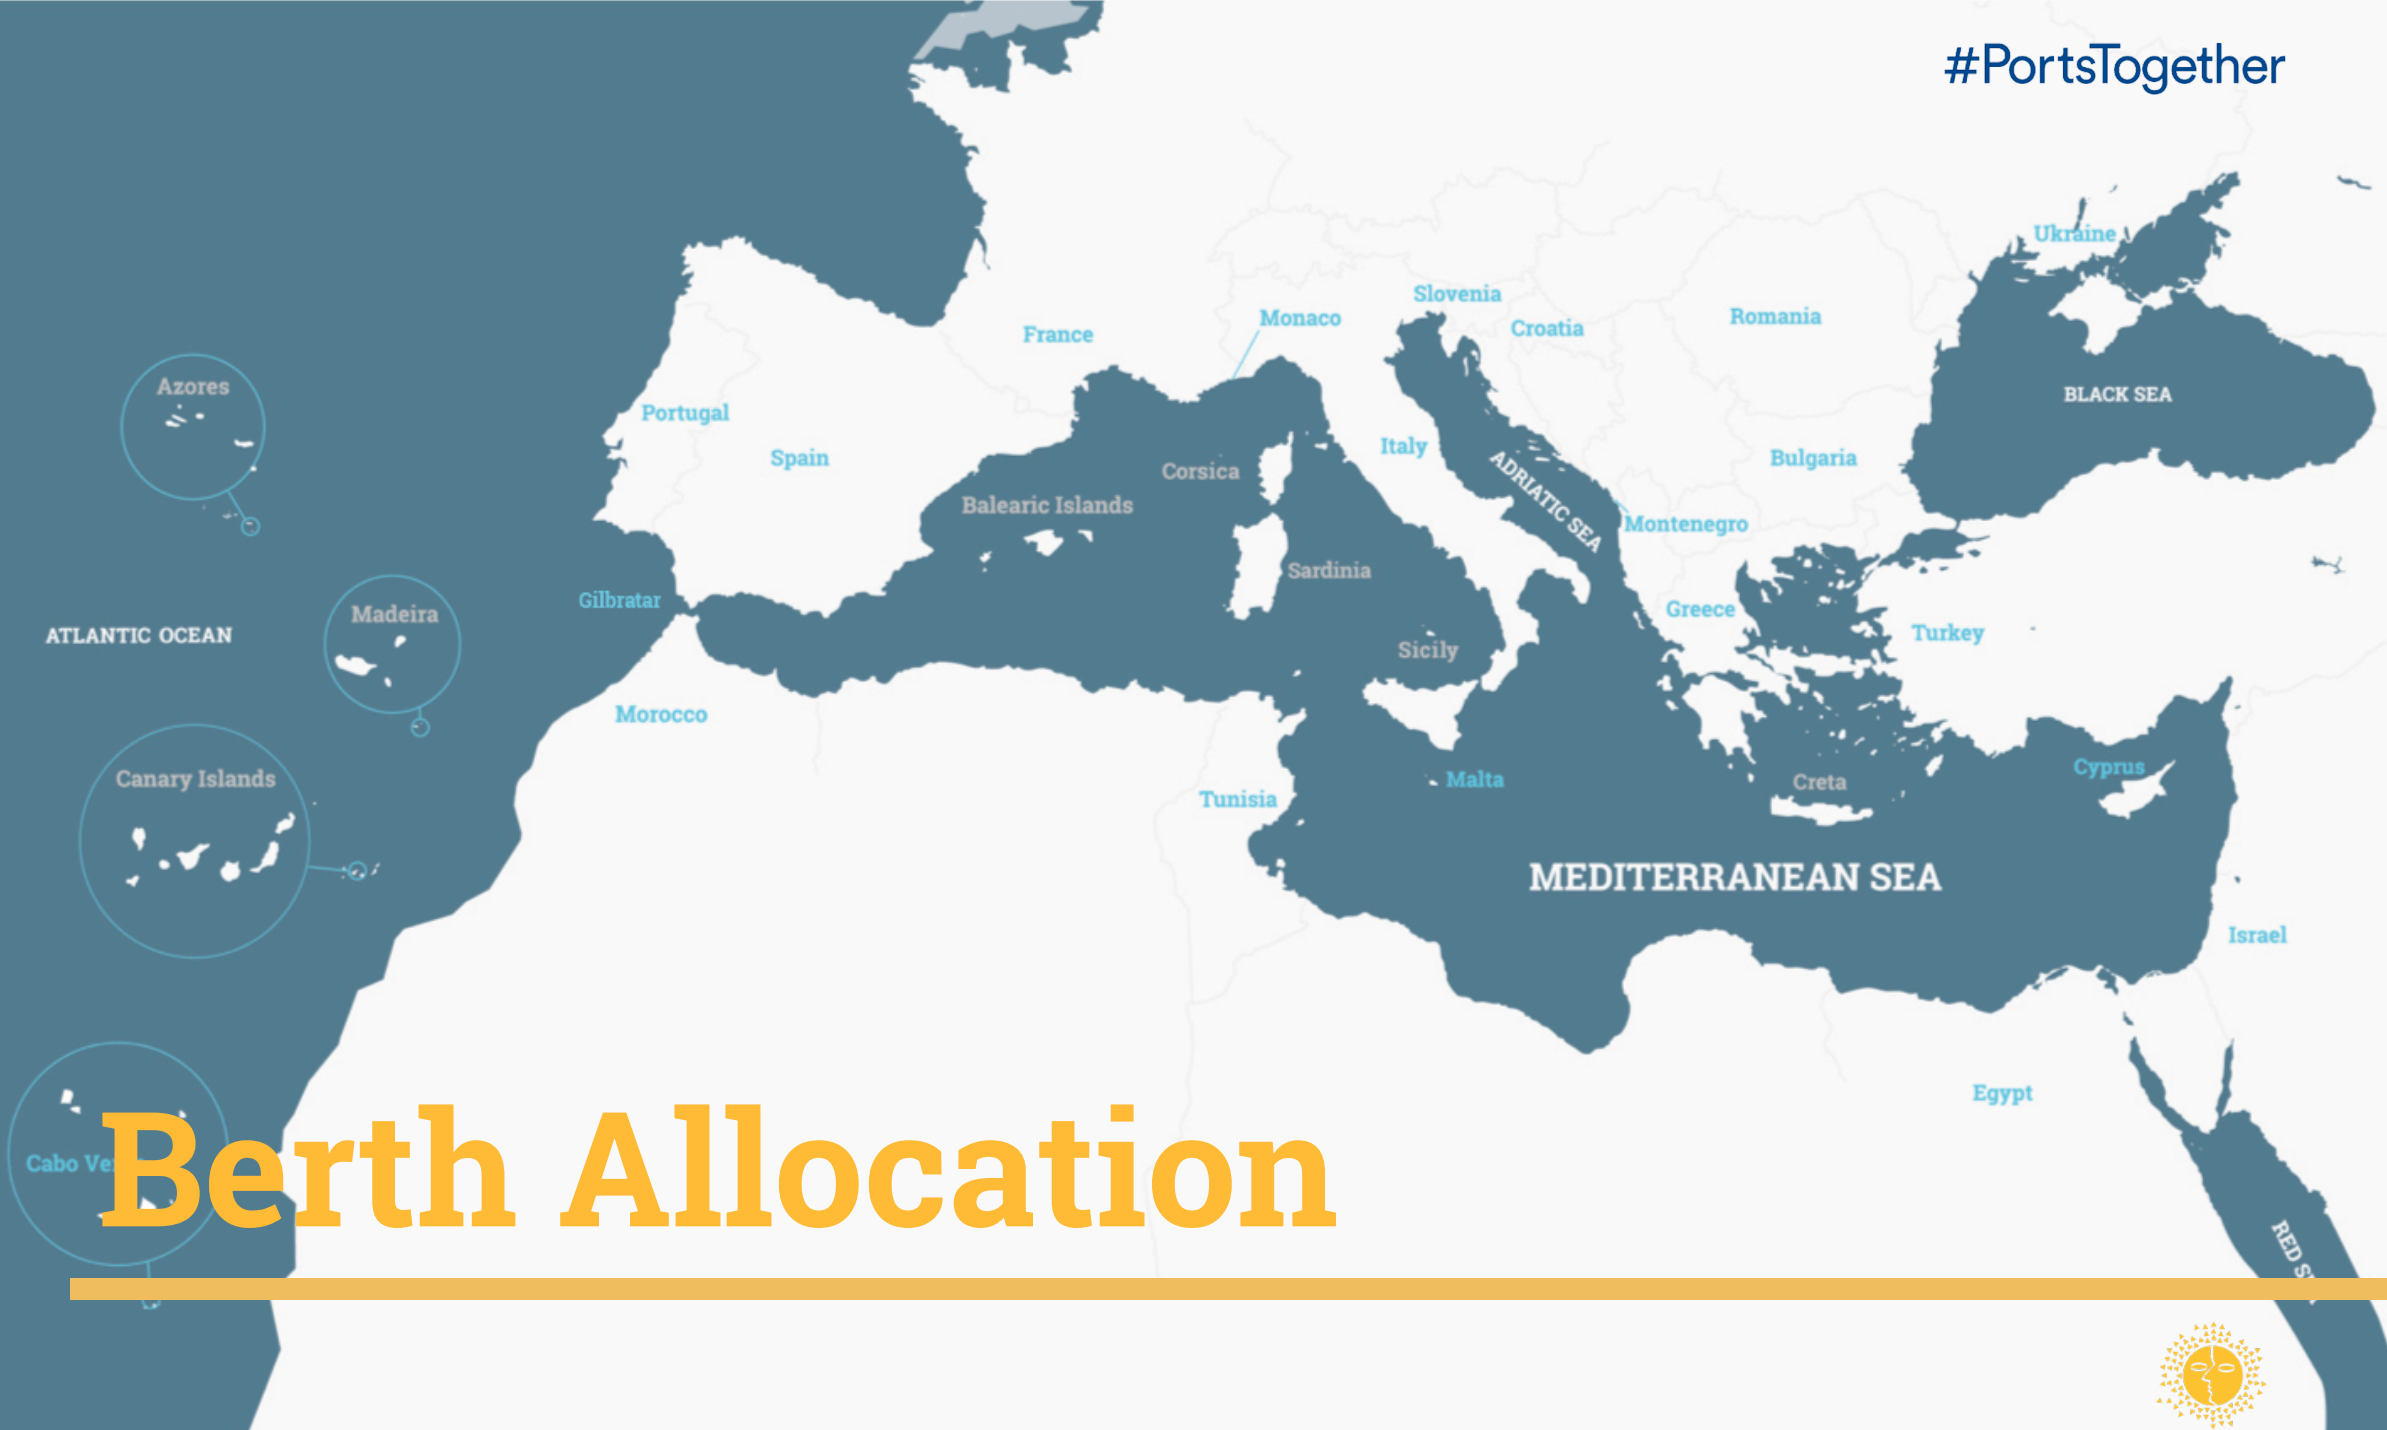 #PortsTogether
Ukraine
Slovenia
Monaco
Croatia
Romania
France
Azores
BLACK SEA
Portugal
Italy
Spain
Bulgaria
Corsica
ADRIATIC SEA
Balearic Islands
Montenegro
Sardinia
Gilbratar
Greece
Madeira
ATLANTIC OCEAN
Turkey
Sicily
Morocco
Cyprus
Canary Islands
Malta
Creta
Tunisia
MEDITERRANEAN SEA
Israel
Egypt
Cabo
Berth Allocation
RED